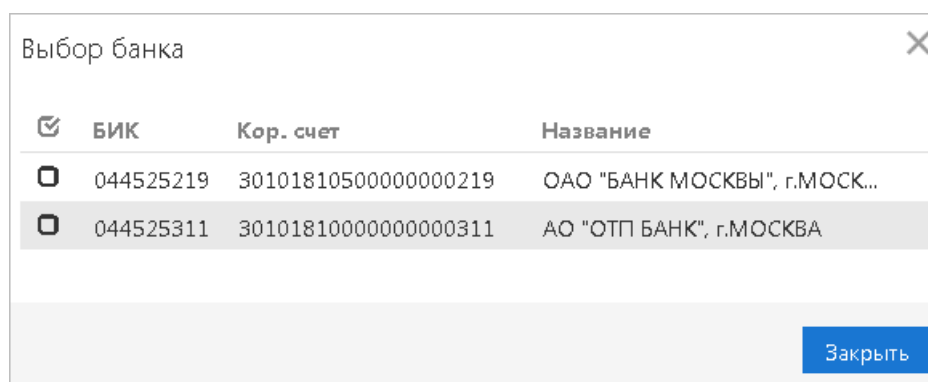 Выбор банка
БИК Кор. счет Название
044525219 30101810500000000219 ОАО "БАНК МОСКВЫ", г.МОСК...
044525311 30101810000000000311 АО "ОТП БАНК", г.МОСКВА
Закрыть